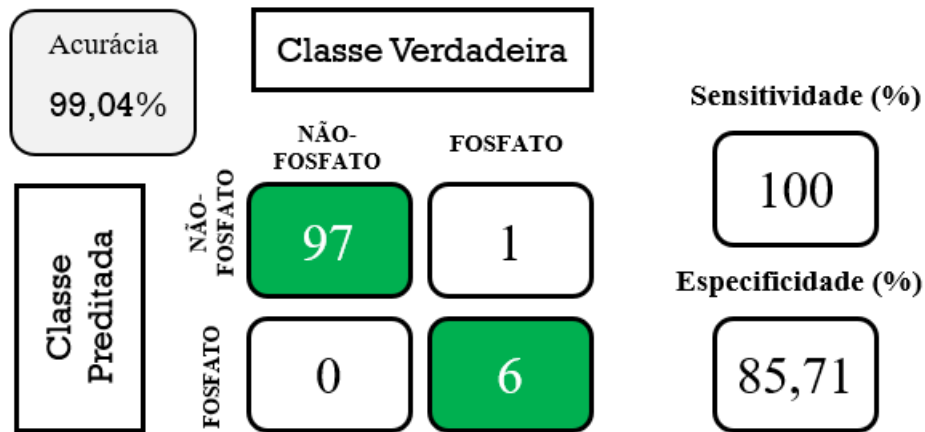 Acurácia
99,04%
Classe Verdadeira
NÃO-
FOSFATO
FOSFATO
Classe
Preditada
NÃO-
FOSFATO
97
1
FOSFATO
0
6
Sensitividade (%)
100
Especificidade (%)
85,71